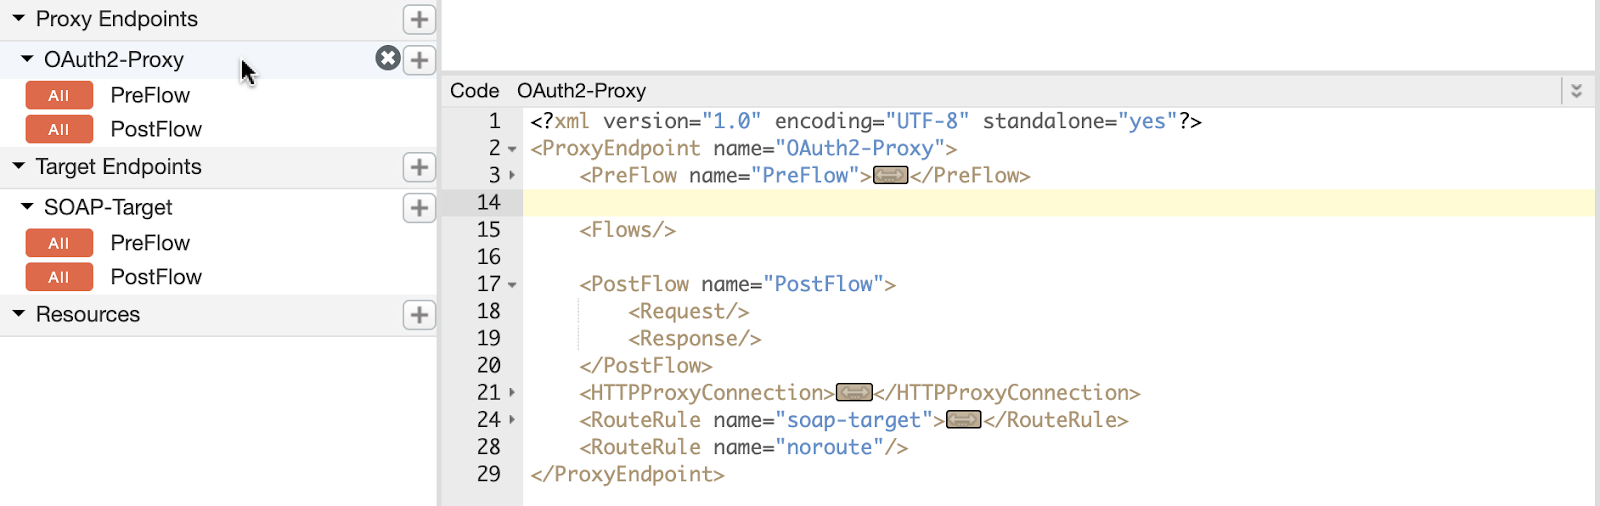 Proxy Endpoints
OAuth2-Proxy
All PreFlow
All PostFlow
Target Endpoints
SOAP-Target
All PreFlow
All PostFlow
Resources
Code OAuth2-Proxy
1 <?xml version="1.0" encoding="UTF-8" standalone="yes"?>
2 <ProxyEndpoint name="OAuth2-Proxy">
3 <PreFlow name="PreFlow"></PreFlow>
14
15 <Flows/>
16
17 <PostFlow name="PostFlow">
18 <Request/>
19 <Response/>
20 </PostFlow>
21 <HTTPProxyConnection></HTTPProxyConnection>
24 <RouteRule name="soap-target"></RouteRule>
28 <RouteRule name="noroute"/>
29 </ProxyEndpoint>